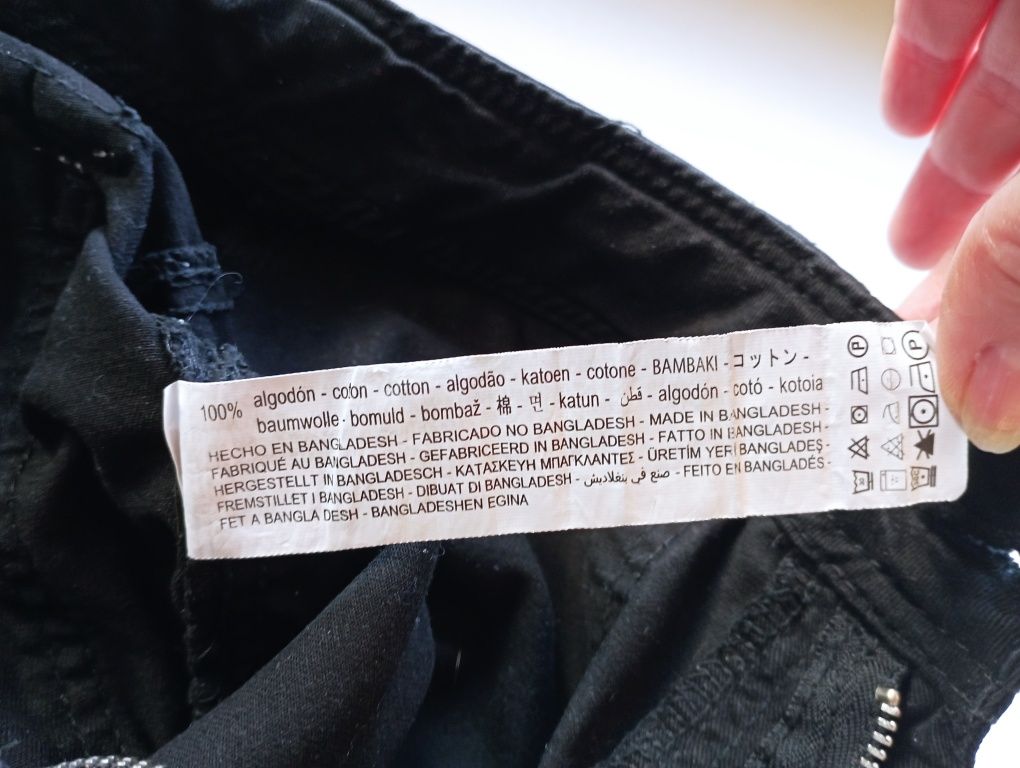 100% algodón - coton - cotton - algodão - katoen - cotone - ΒΑΜΒΑΚΙ - コットン -
baumwolle - bomuld - bombaž - 棉 - 면 - katun - قطن - algodón - cotó - kotoia
HECHO EN BANGLADESH - FABRICADO NO BANGLADESH - MADE IN BANGLADESH -
FABRIQUÉ AU BANGLADESH - GEFABRICEERD IN BANGLADESH - FATTO IN BANGLADESH -
HERGESTELLT IN BANGLADESCH - ΚΑΤΑΣΚΕΥΗ ΜΠΑΓΚΛΑΝΤΕΣ - ÜRETİM YERİ BANGLADEŞ -
FREMSTILLET I BANGLADESH - DIBUAT DI BANGLADESH - صنع في بنغلاديش - FEITO EN BANGLADÉS -
FET A BANGLA DESH - BANGLADESHEN EGINA